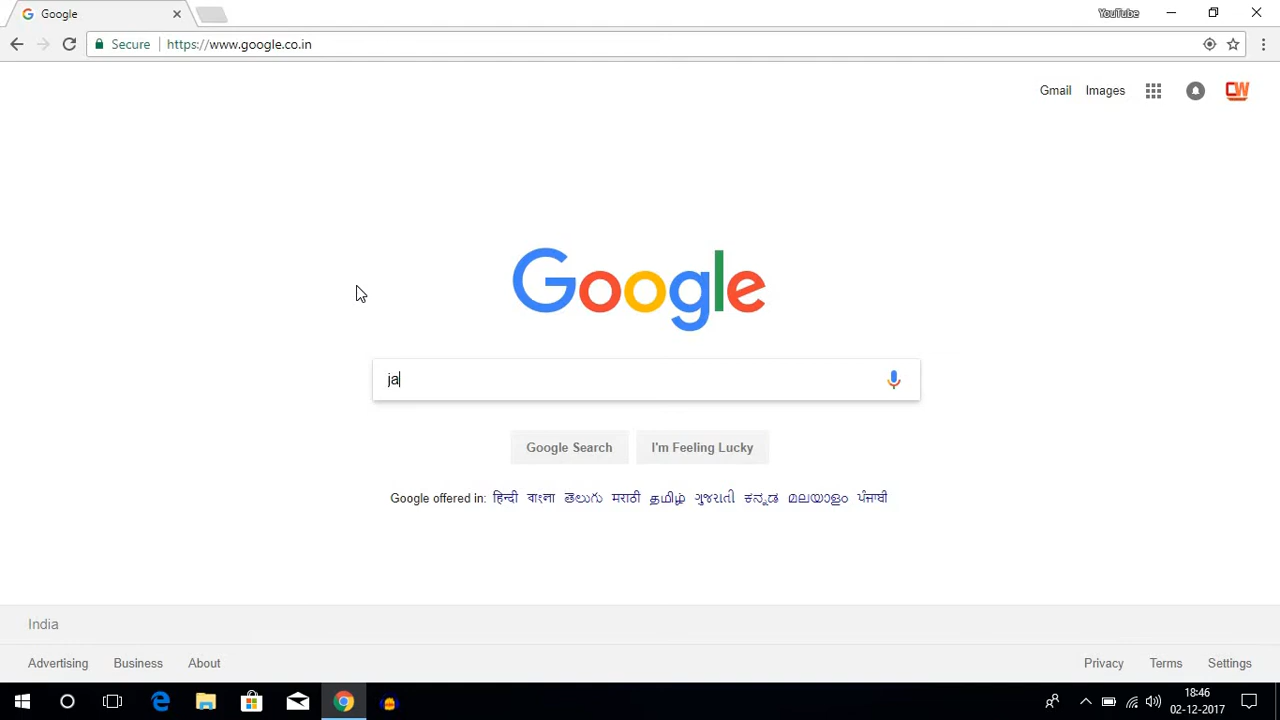 Google
YouTube
Secure https://www.google.co.in
Gmail Images CW
Google
ja
Google Search I'm Feeling Lucky
Google offered in: हिन्दी বাংলা తెలుగు मराठी தமிழ் ગુજરાતી ಕನ್ನಡ മലയാളം ਪੰਜਾਬੀ
India
Advertising Business About Privacy Terms Settings
18:46
02-12-2017